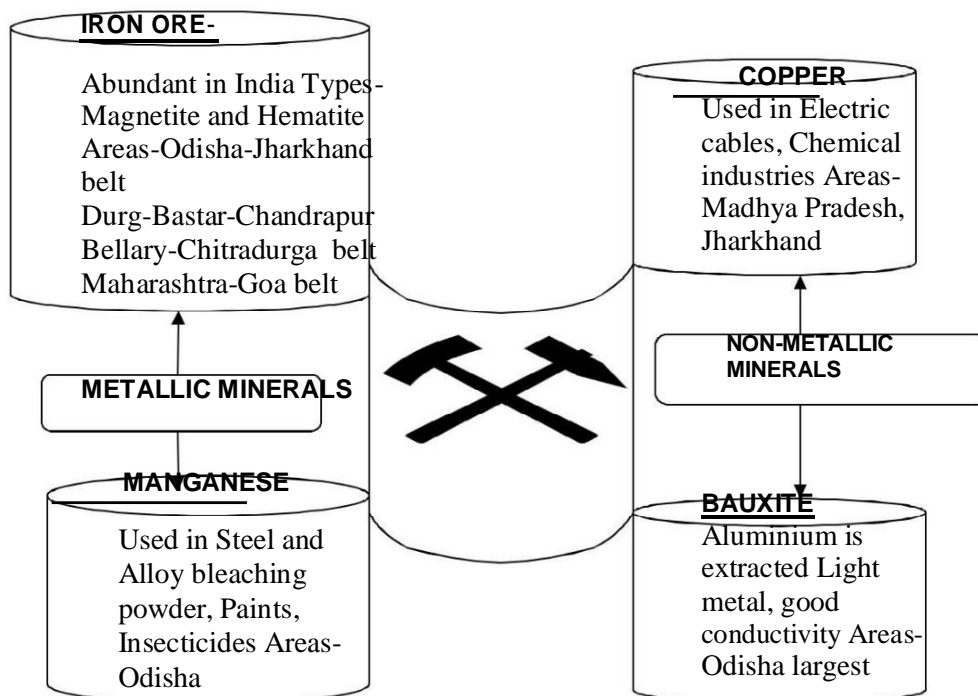 IRON ORE-
Abundant in India Types-
Magnetite and Hematite
Areas-Odisha-Jharkhand
belt
Durg-Bastar-Chandrapur
Bellary-Chitradurga belt
Maharashtra-Goa belt
METALLIC MINERALS
MANGANESE
Used in Steel and
Alloy bleaching
powder, Paints,
Insecticides Areas-
Odisha
COPPER
Used in Electric
cables, Chemical
industries Areas-
Madhya Pradesh,
Jharkhand
NON-METALLIC
MINERALS
BAUXITE
Aluminium is
extracted Light
metal, good
conductivity Areas-
Odisha largest